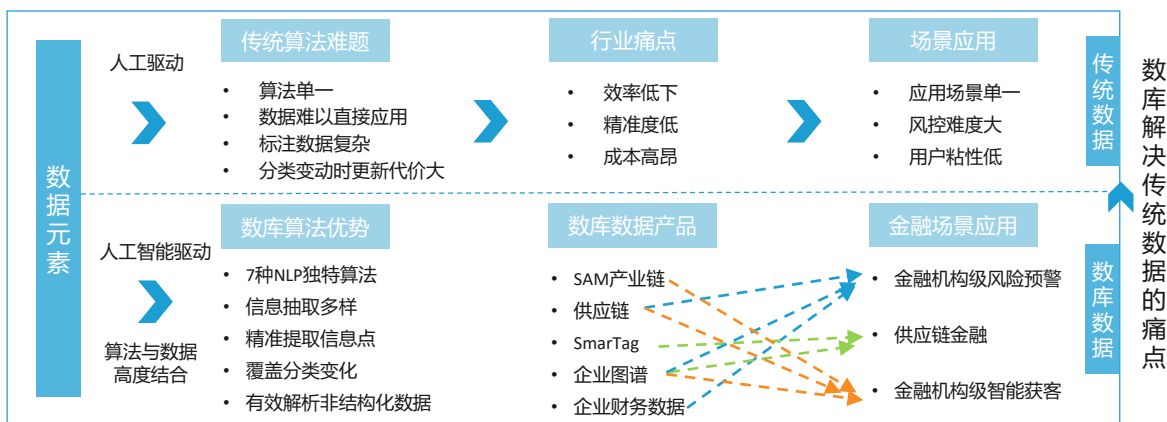 数据元素
人工驱动
传统算法难题
• 算法单一
• 数据难以直接应用
• 标注数据复杂
• 分类变动时更新代价大
行业痛点
• 效率低下
• 精准度低
• 成本高昂
场景应用
• 应用场景单一
• 风控难度大
• 用户粘性低
传统数据
人工智能驱动
算法与数据
高度结合
数库算法优势
• 7种NLP独特算法
• 信息抽取多样
• 精准提取信息点
• 覆盖分类变化
• 有效解析非结构化数据
数库数据产品
• SAM产业链
• 供应链
• SmarTag
• 企业图谱
• 企业财务数据
金融场景应用
• 金融机构级风险预警
• 供应链金融
• 金融机构级智能获客
数库数据
数库解决传统数据的痛点